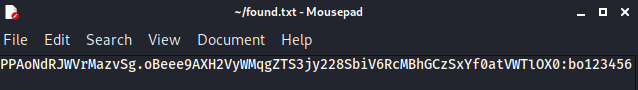 ~/found.txt - Mousepad
File Edit Search View Document Help
PPAoNdRJWVrMazvSg.oBeee9AXH2VyWMqgZTS3jy228SbiV6RcMBhGCzSxYf0atVWTlOX0:bo123456